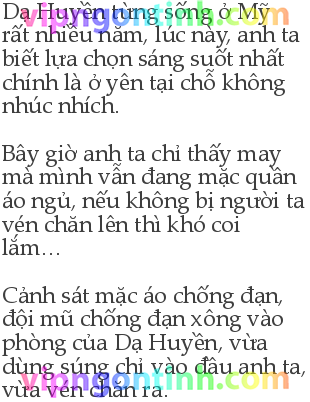 Dạ Huyền từng sống ở Mỹ
rất nhiều năm, lúc này, anh ta
biết lựa chọn sáng suốt nhất
chính là ở yên tại chỗ không
nhúc nhích.
Bây giờ anh ta chỉ thấy may
mà mình vẫn đang mặc quần
áo ngủ, nếu không bị người ta
vén chăn lên thì khó coi
lắm…
Cảnh sát mặc áo chống đạn,
đội mũ chống đạn xông vào
phòng của Dạ Huyền, vừa
dùng súng chỉ vào đầu anh ta,
vừa vén chăn ra.
vipngontinh.com
vipngontinh.com